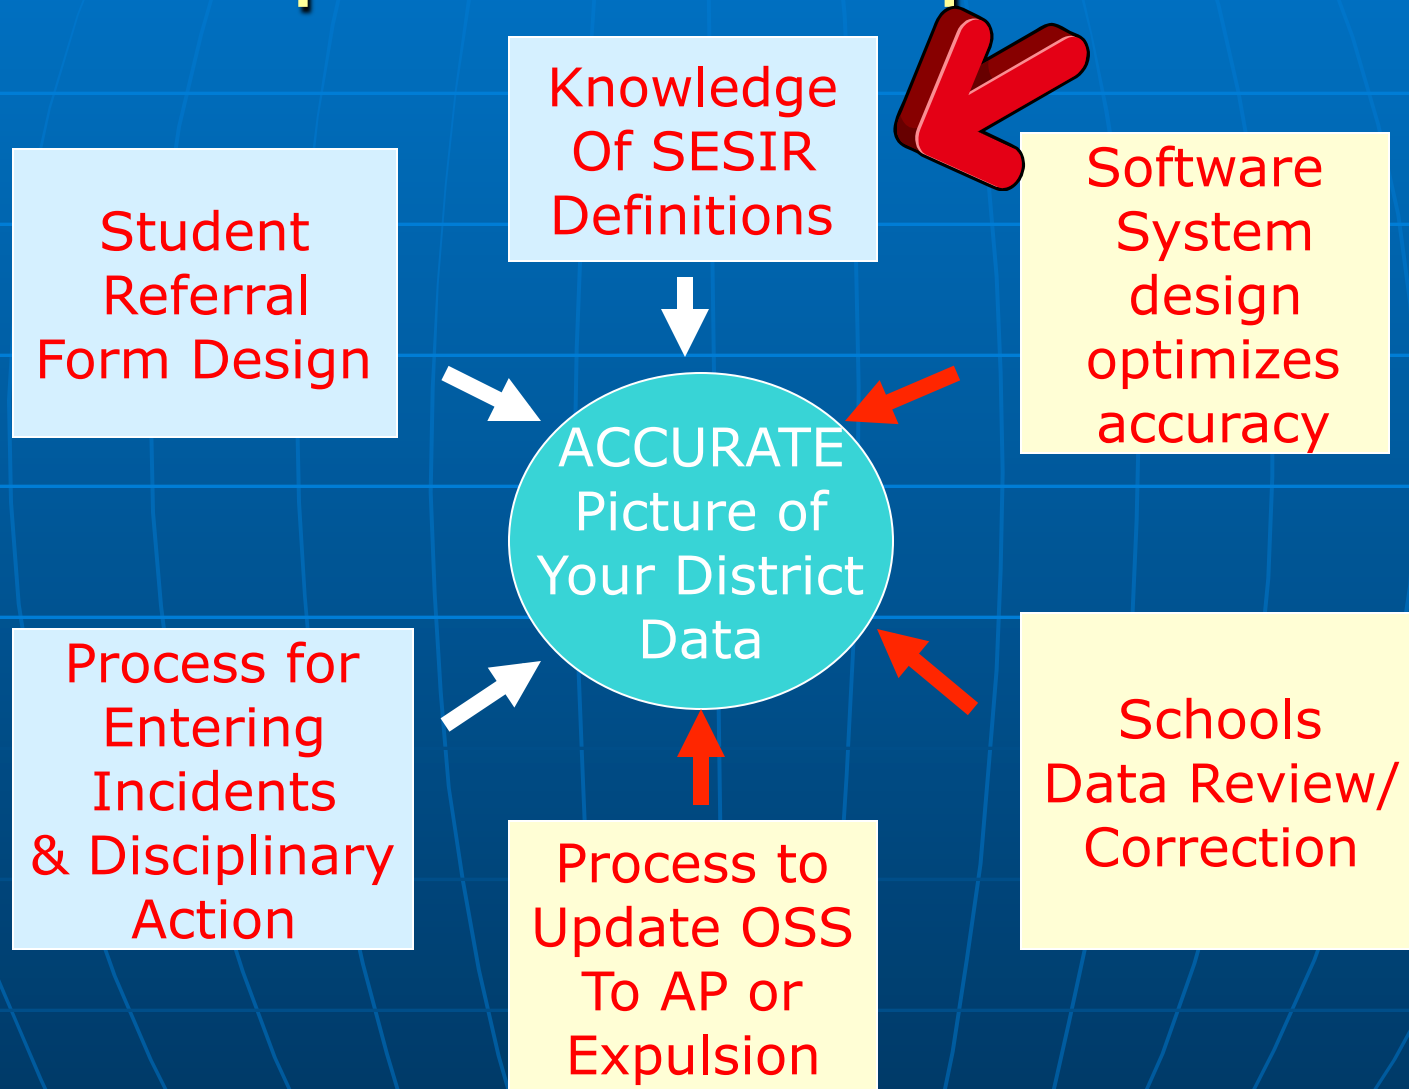 Knowledge
Of SESIR
Definitions
Student
Referral
Form Design
Software
System
design
optimizes
accuracy
ACCURATE
Picture of
Your District
Data
Process for
Entering
Incidents
& Disciplinary
Action
Schools
Data Review/
Correction
Process to
Update OSS
To AP or
Expulsion